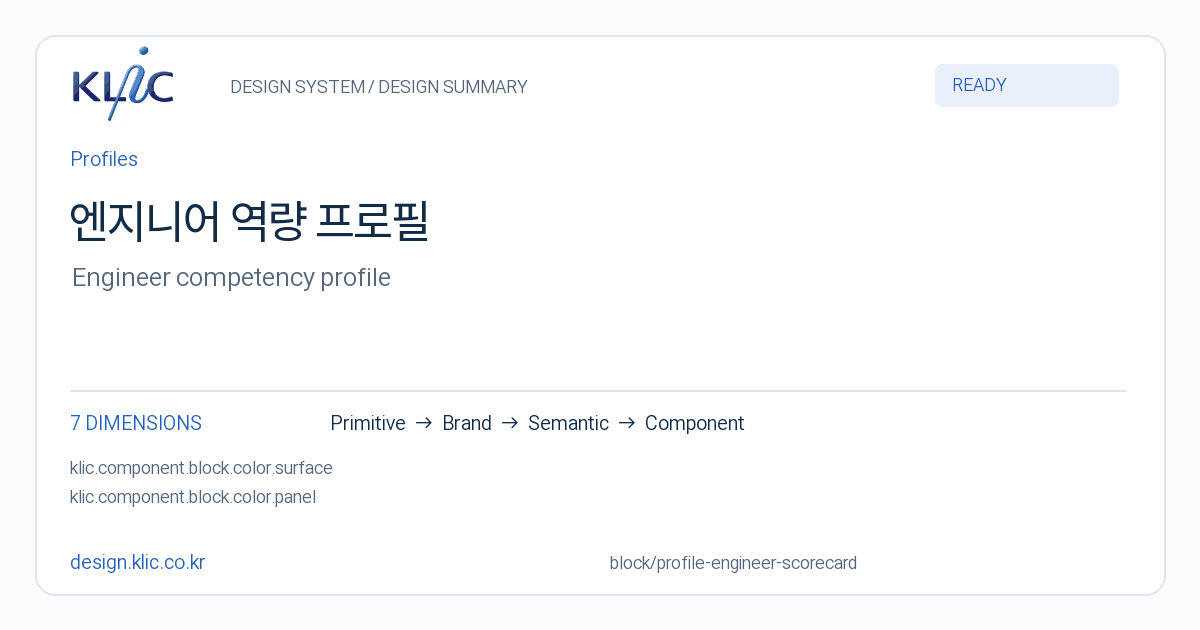 KLIC
DESIGN SYSTEM / DESIGN SUMMARY
READY
Profiles
엔지니어 역량 프로필
Engineer competency profile
7 DIMENSIONS
Primitive → Brand → Semantic → Component
klic.component.block.color.surface
klic.component.block.color.panel
design.klic.co.kr
block/profile-engineer-scorecard